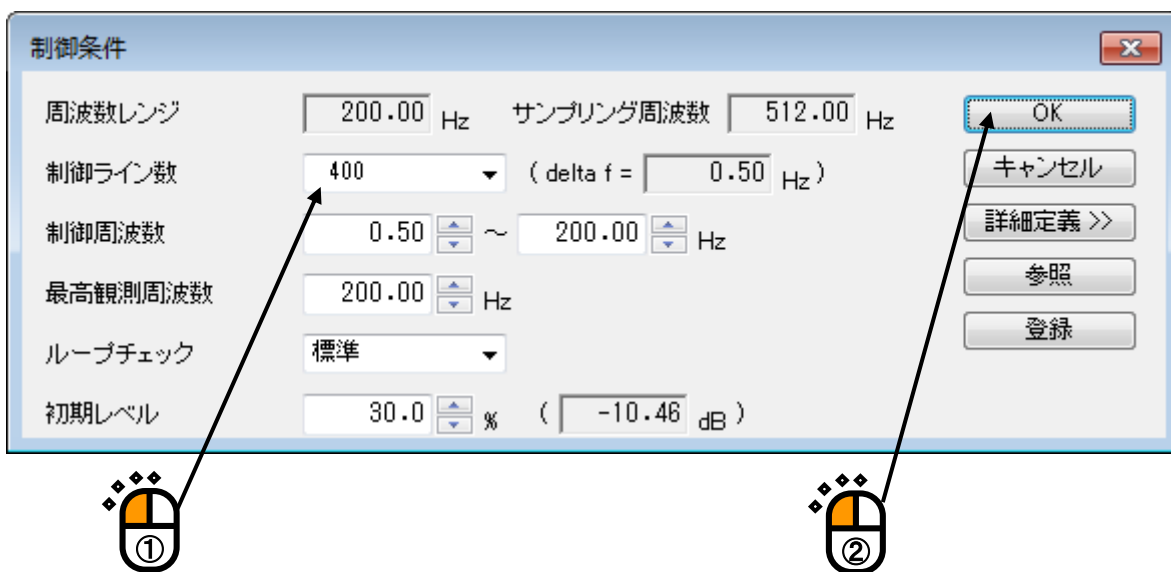 制御条件
周波数レンジ 200.00 Hz サンプリング周波数 512.00 Hz OK
制御ライン数 400 ( delta f = 0.50 Hz ) キャンセル
制御周波数 0.50 ～ 200.00 Hz 詳細定義 >>
最高観測周波数 200.00 Hz 参照
ループチェック 標準 登録
初期レベル 30.0 % ( -10.46 dB )
① ②